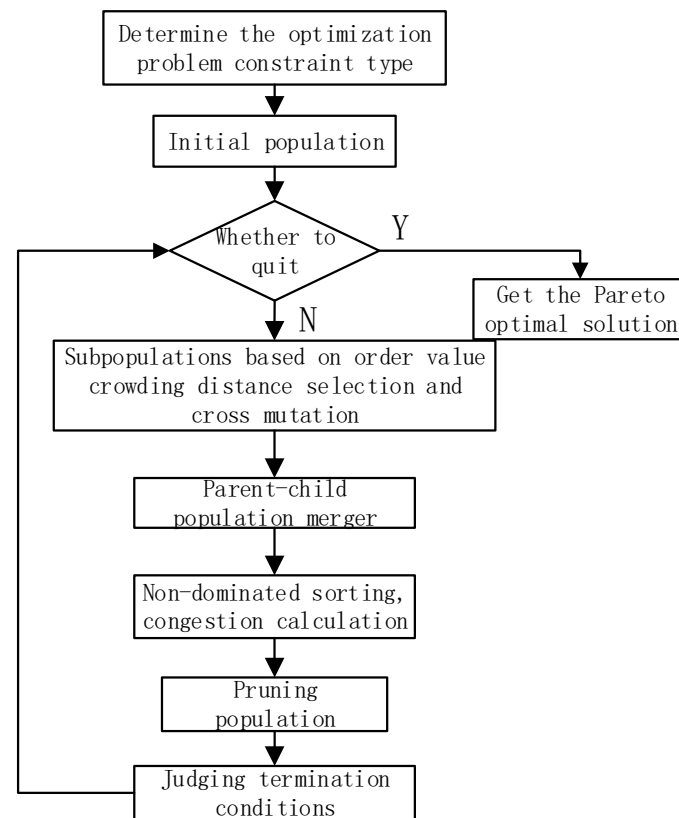 Determine the optimization
problem constraint type
Initial population
Whether to
quit
Y
Get the Pareto
optimal solution
N
Subpopulations based on order value
crowding distance selection and
cross mutation
Parent-child
population merger
Non-dominated sorting,
congestion calculation
Pruning
population
Judging termination
conditions